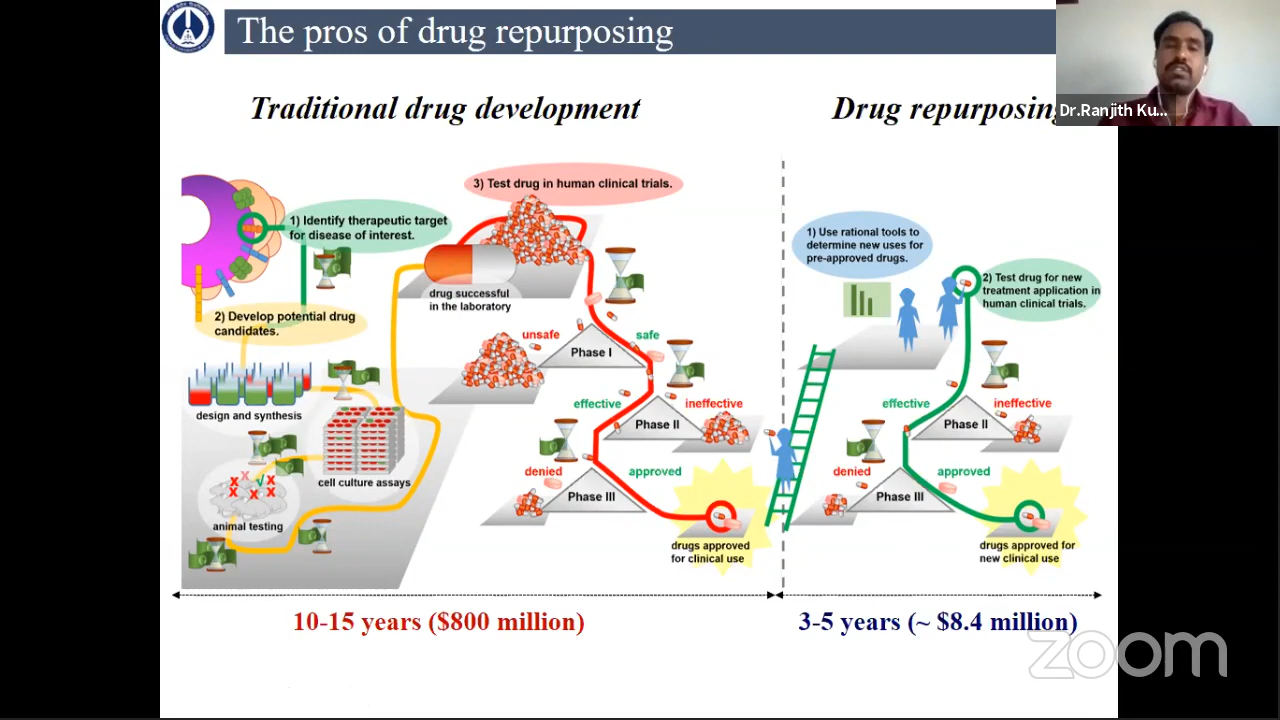 The pros of drug repurposing
Dr.Ranjith Ku...
Traditional drug development
Drug repurposing
3) Test drug in human clinical trials.
1) Identify therapeutic target
for disease of interest.
drug successful
in the laboratory
2) Develop potential drug
candidates.
design and synthesis
cell culture assays
animal testing
unsafe
safe
Phase I
effective
ineffective
Phase II
denied
approved
Phase III
drugs approved
for clinical use
1) Use rational tools to
determine new uses for
pre-approved drugs.
2) Test drug for new
treatment application in
human clinical trials.
effective
ineffective
Phase II
denied
approved
Phase III
drugs approved for
new clinical use
10-15 years ($800 million)
3-5 years (~ $8.4 million)
zoom